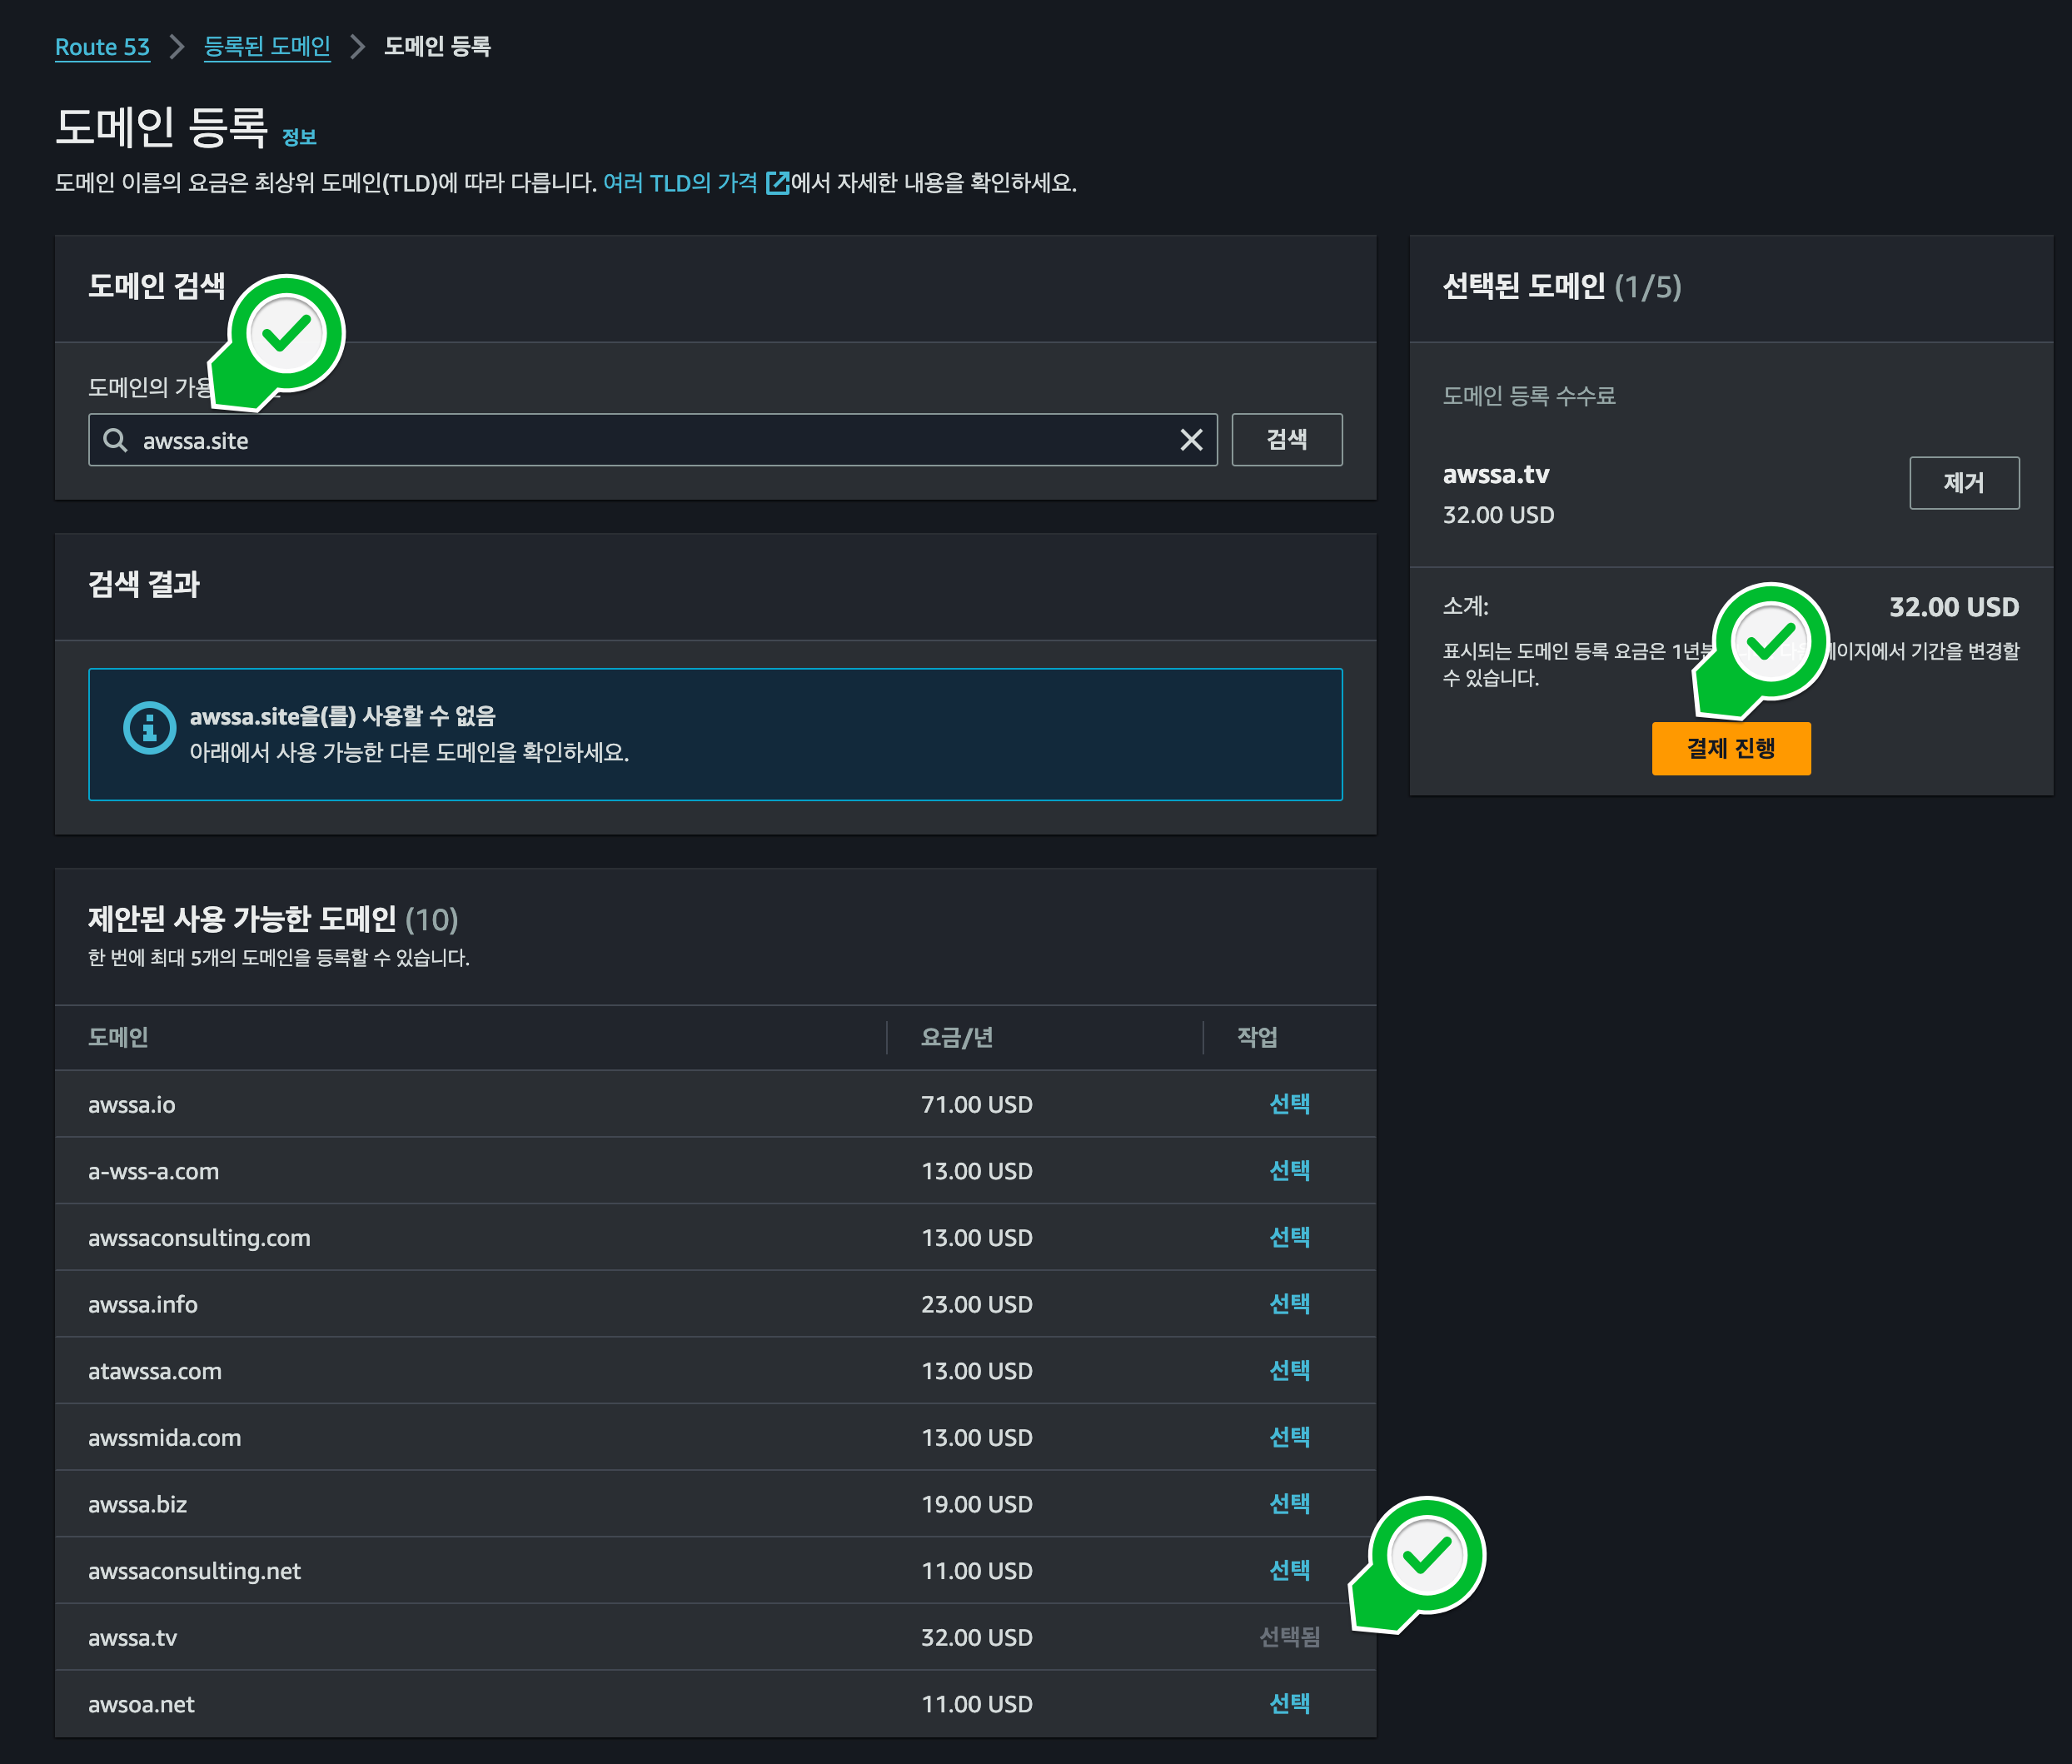 Route 53 > 등록된 도메인 > 도메인 등록
도메인 등록 정보
도메인 이름의 요금은 최상위 도메인(TLD)에 따라 다릅니다. 여러 TLD의 가격 에서 자세한 내용을 확인하세요.
도메인 검색
도메인의
awssa.site
검색
검색 결과
awssa.site을(를) 사용할 수 없음
아래에서 사용 가능한 다른 도메인을 확인하세요.
제안된 사용 가능한 도메인 (10)
한 번에 최대 5개의 도메인을 등록할 수 있습니다.
도메인 요금/년 작업
awssa.io 71.00 USD 선택
a-wss-a.com 13.00 USD 선택
awssaconsulting.com 13.00 USD 선택
awssa.info 23.00 USD 선택
atawssa.com 13.00 USD 선택
awssmida.com 13.00 USD 선택
awssa.biz 19.00 USD 선택
awssaconsulting.net 11.00 USD 선택
awssa.tv 32.00 USD 선택됨
awsoa.net 11.00 USD 선택
선택된 도메인 (1/5)
도메인 등록 수수료
awssa.tv
제거
32.00 USD
소계: 32.00 USD
표시되는 도메인 등록 요금은 기간을 변경할
수 있습니다.
결제 진행